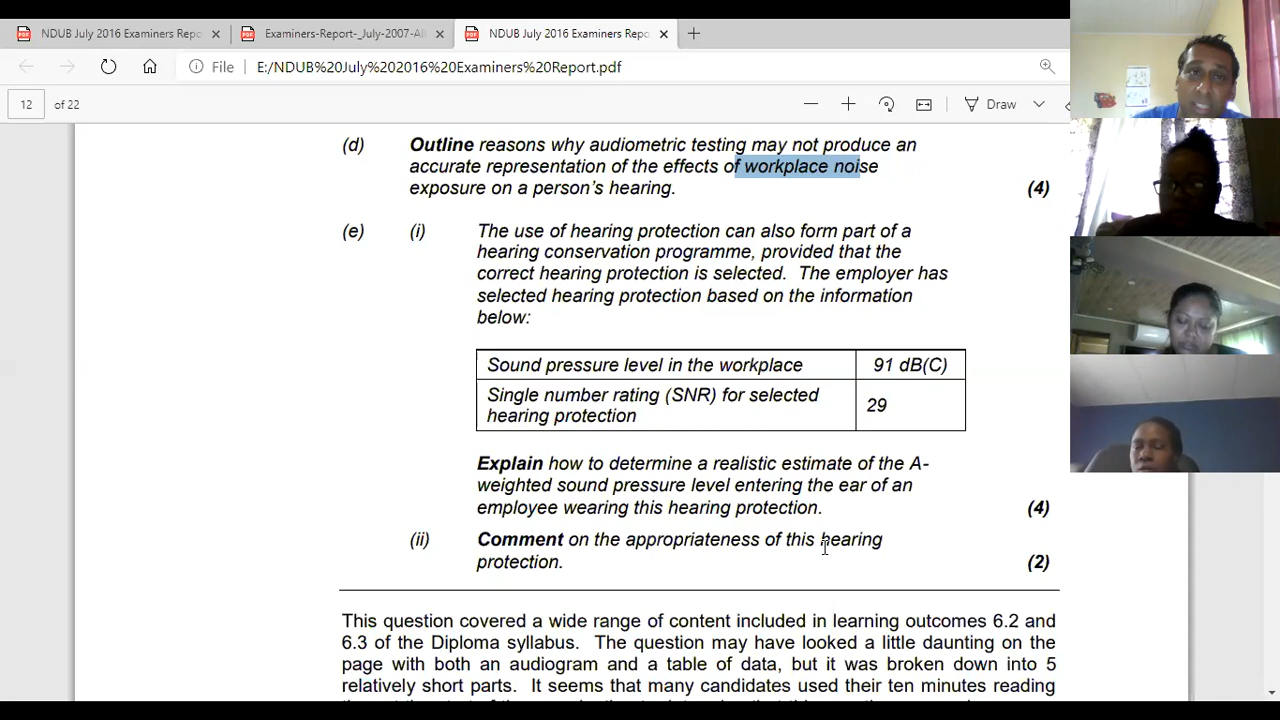 NDUB July 2016 Examiners Repo
Examiners-Report-_July-2007-All
NDUB July 2016 Examiners Repo
File E:/NDUB%20July%202016%20Examiners%20Report.pdf
12 of 22
Draw
(d) Outline reasons why audiometric testing may not produce an
accurate representation of the effects of workplace noise
exposure on a person's hearing. (4)
(e) (i) The use of hearing protection can also form part of a
hearing conservation programme, provided that the
correct hearing protection is selected. The employer has
selected hearing protection based on the information
below:
Sound pressure level in the workplace 91 dB(C)
Single number rating (SNR) for selected
hearing protection 29
Explain how to determine a realistic estimate of the A-
weighted sound pressure level entering the ear of an
employee wearing this hearing protection. (4)
(ii) Comment on the appropriateness of this hearing
protection. (2)
This question covered a wide range of content included in learning outcomes 6.2 and
6.3 of the Diploma syllabus. The question may have looked a little daunting on the
page with both an audiogram and a table of data, but it was broken down into 5
relatively short parts. It seems that many candidates used their ten minutes reading